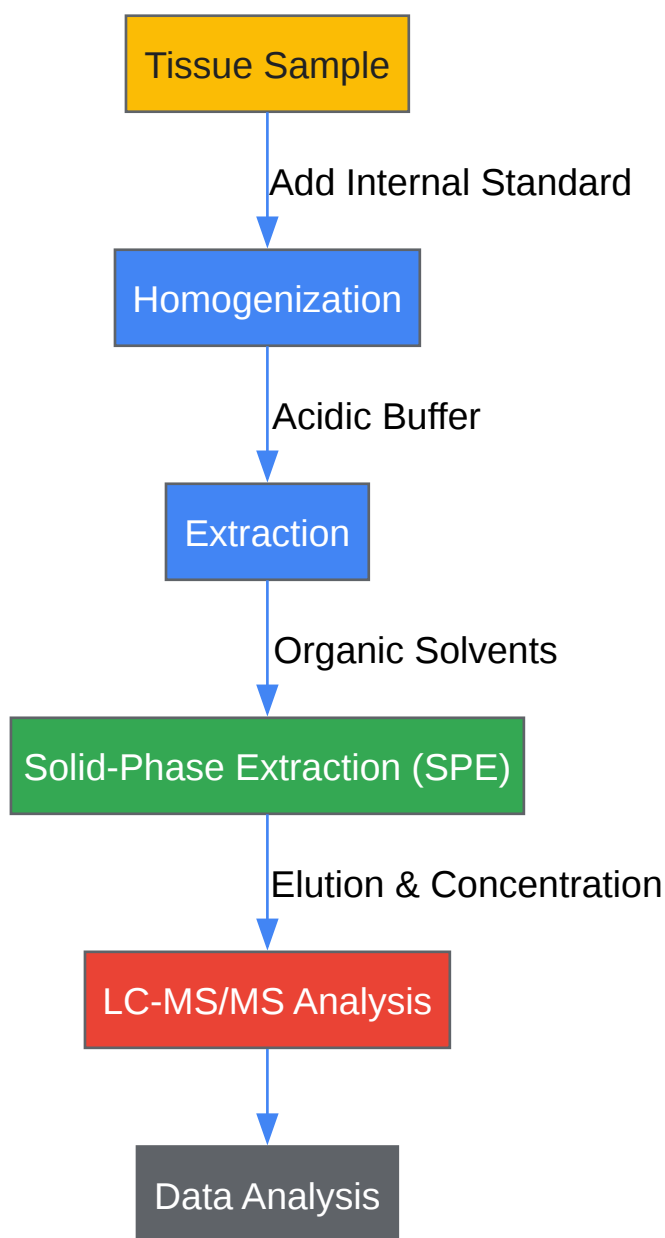 Tissue Sample
Add Internal Standard
Homogenization
Acidic Buffer
Extraction
Organic Solvents
Solid-Phase Extraction (SPE)
Elution & Concentration
LC-MS/MS Analysis
Data Analysis